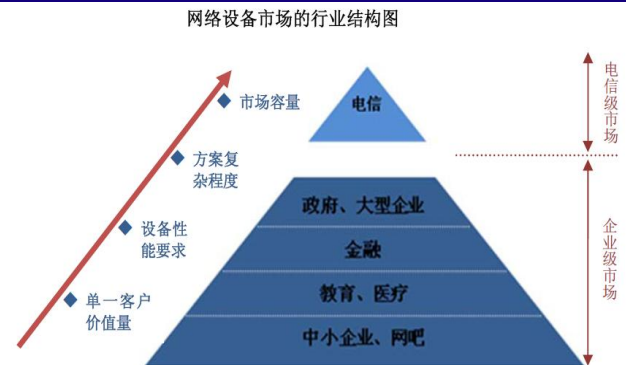 网络设备市场的行业结构图
市场容量
方案复
杂程度
设备性
能要求
单一客户
价值量
电信
政府、大型企业
金融
教育、医疗
中小企业、网吧
电信级市场
企业级市场